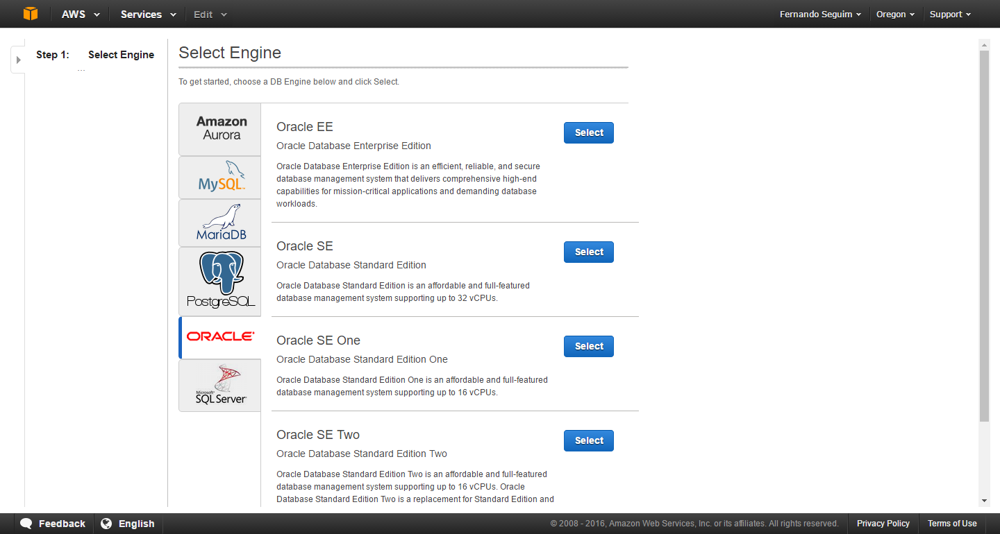 AWS Services Edit Fernando Seguim Oregon Support
Step 1: Select Engine
...
Select Engine
To get started, choose a DB Engine below and click Select.
Amazon
Aurora
MySQL™
MariaDB
PostgreSQL
ORACLE®
Microsoft®
SQL Server®
Oracle EE
Select
Oracle Database Enterprise Edition
Oracle Database Enterprise Edition is an efficient, reliable, and secure
database management system that delivers comprehensive high-end
capabilities for mission-critical applications and demanding database
workloads.
Oracle SE
Select
Oracle Database Standard Edition
Oracle Database Standard Edition is an affordable and full-featured
database management system supporting up to 32 vCPUs.
Oracle SE One
Select
Oracle Database Standard Edition One
Oracle Database Standard Edition One is an affordable and full-featured
database management system supporting up to 16 vCPUs.
Oracle SE Two
Select
Oracle Database Standard Edition Two
Oracle Database Standard Edition Two is an affordable and full-featured
database management system supporting up to 16 vCPUs. Oracle
Database Standard Edition Two is a replacement for Standard Edition and
Feedback English © 2008 - 2016, Amazon Web Services, Inc. or its affiliates. All rights reserved. Privacy Policy Terms of Use